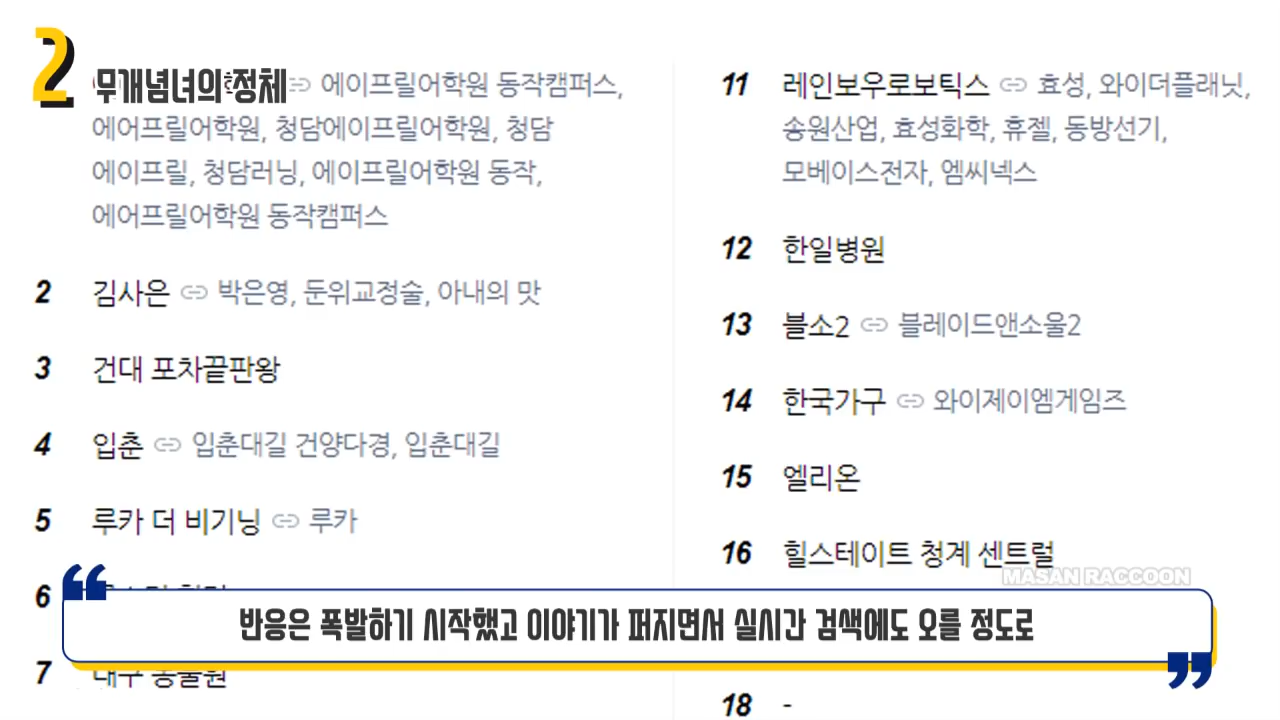 2 무개념녀의 정체
에이프릴어학원 동작캠퍼스,
에어프릴어학원, 청담에이프릴어학원, 청담
에이프릴, 청담러닝, 에이프릴어학원 동작,
에어프릴어학원 동작캠퍼스
2 김사은 박은영, 둔위교정술, 아내의 맛
3 건대 포차끝판왕
4 입춘 입춘대길 건양다경, 입춘대길
5 루카 더 비기닝 루카
6
7 대구 동물원
11 레인보우로보틱스 효성, 와이더플래닛,
송원산업, 효성화학, 휴젤, 동방선기,
모베이스전자, 엠씨넥스
12 한일병원
13 블소2 블레이드앤소울2
14 한국가구 와이제이엠게임즈
15 엘리온
16 힐스테이트 청계 센트럴
18 -
MASAN RACCOON
반응은 폭발하기 시작했고 이야기가 퍼지면서 실시간 검색에도 오를 정도로